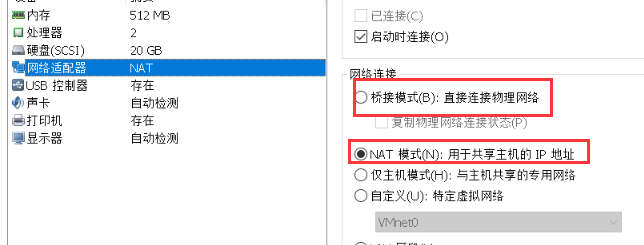 内存 512 MB
处理器 2
硬盘(SCSI) 20 GB
网络适配器 NAT
USB 控制器 存在
声卡 自动检测
打印机 存在
显示器 自动检测
已连接(C)
启动时连接(O)
网络连接
桥接模式(B): 直接连接物理网络
复制物理网络连接状态(P)
NAT 模式(N): 用于共享主机的 IP 地址
仅主机模式(H): 与主机共享的专用网络
自定义(U): 特定虚拟网络
VMnet0